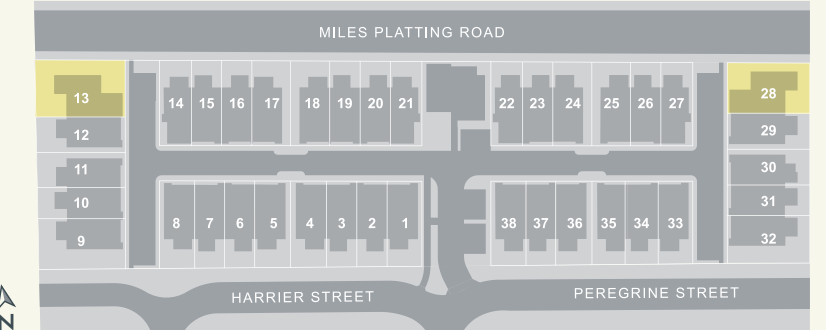 MILES PLATTING ROAD
13
28
14 15 16 17 18 19 20 21 22 23 24 25 26 27
12
29
11
30
10
31
8 7 6 5 4 3 2 1 38 37 36 35 34 33
9
32
HARRIER STREET
PEREGRINE STREET
N